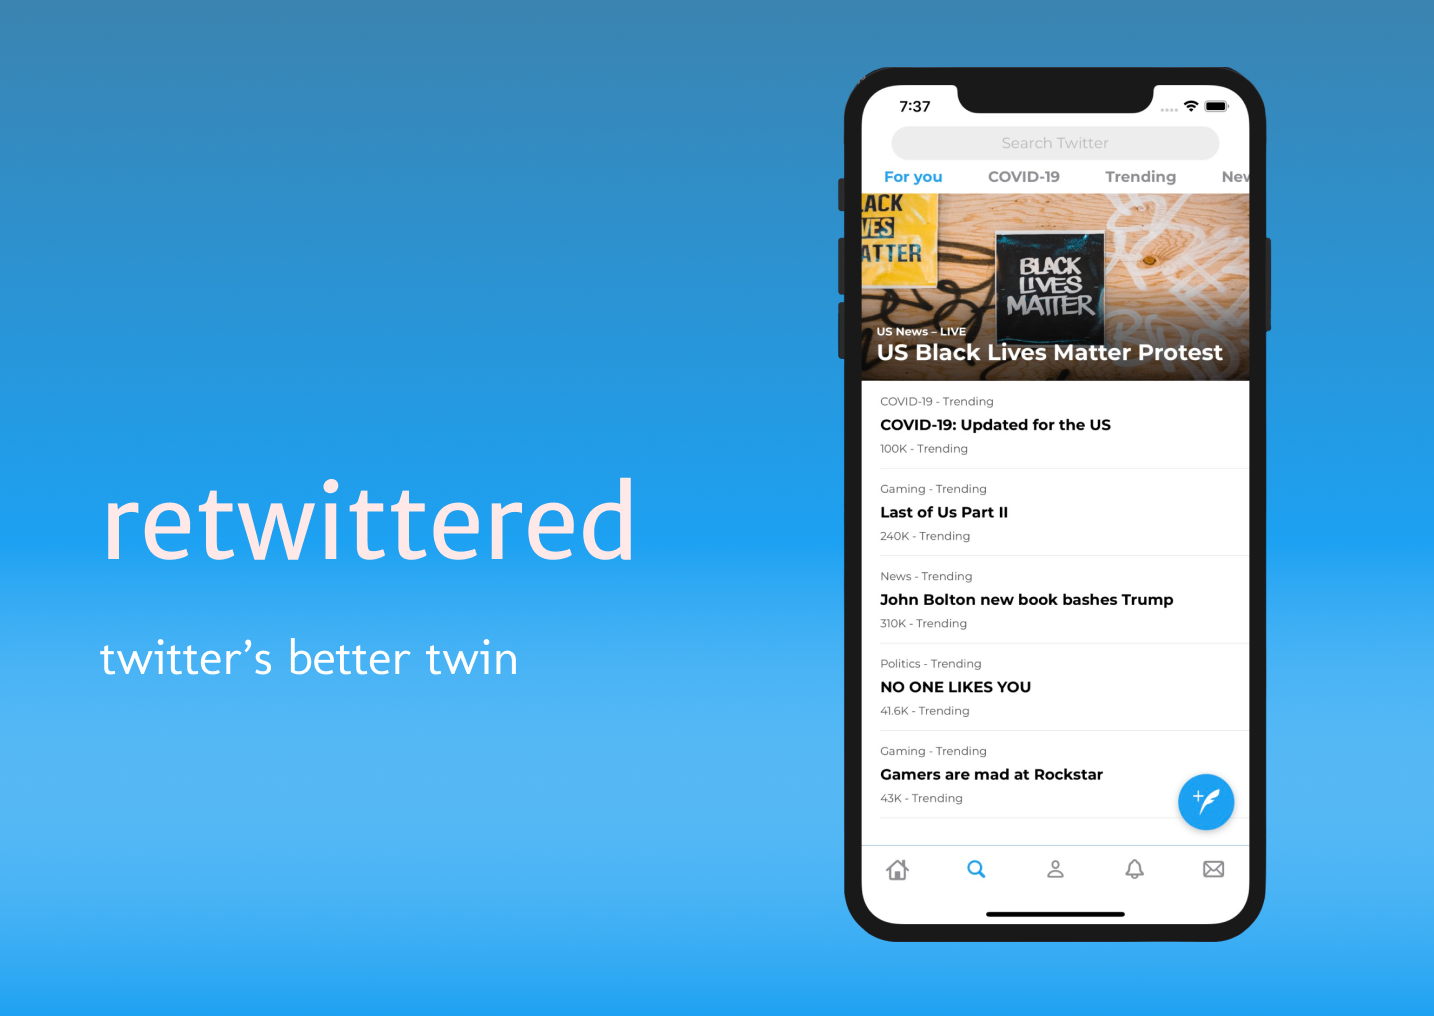 retwittered
twitter's better twin
7:37
Search Twitter
For you COVID-19 Trending New
LACK
VES
ATTER
BLACK
LIVES
MATTER
US News – LIVE
US Black Lives Matter Protest
COVID-19 - Trending
COVID-19: Updated for the US
100K - Trending
Gaming - Trending
Last of Us Part II
240K - Trending
News - Trending
John Bolton new book bashes Trump
310K - Trending
Politics - Trending
NO ONE LIKES YOU
41.6K - Trending
Gaming - Trending
Gamers are mad at Rockstar
43K - Trending